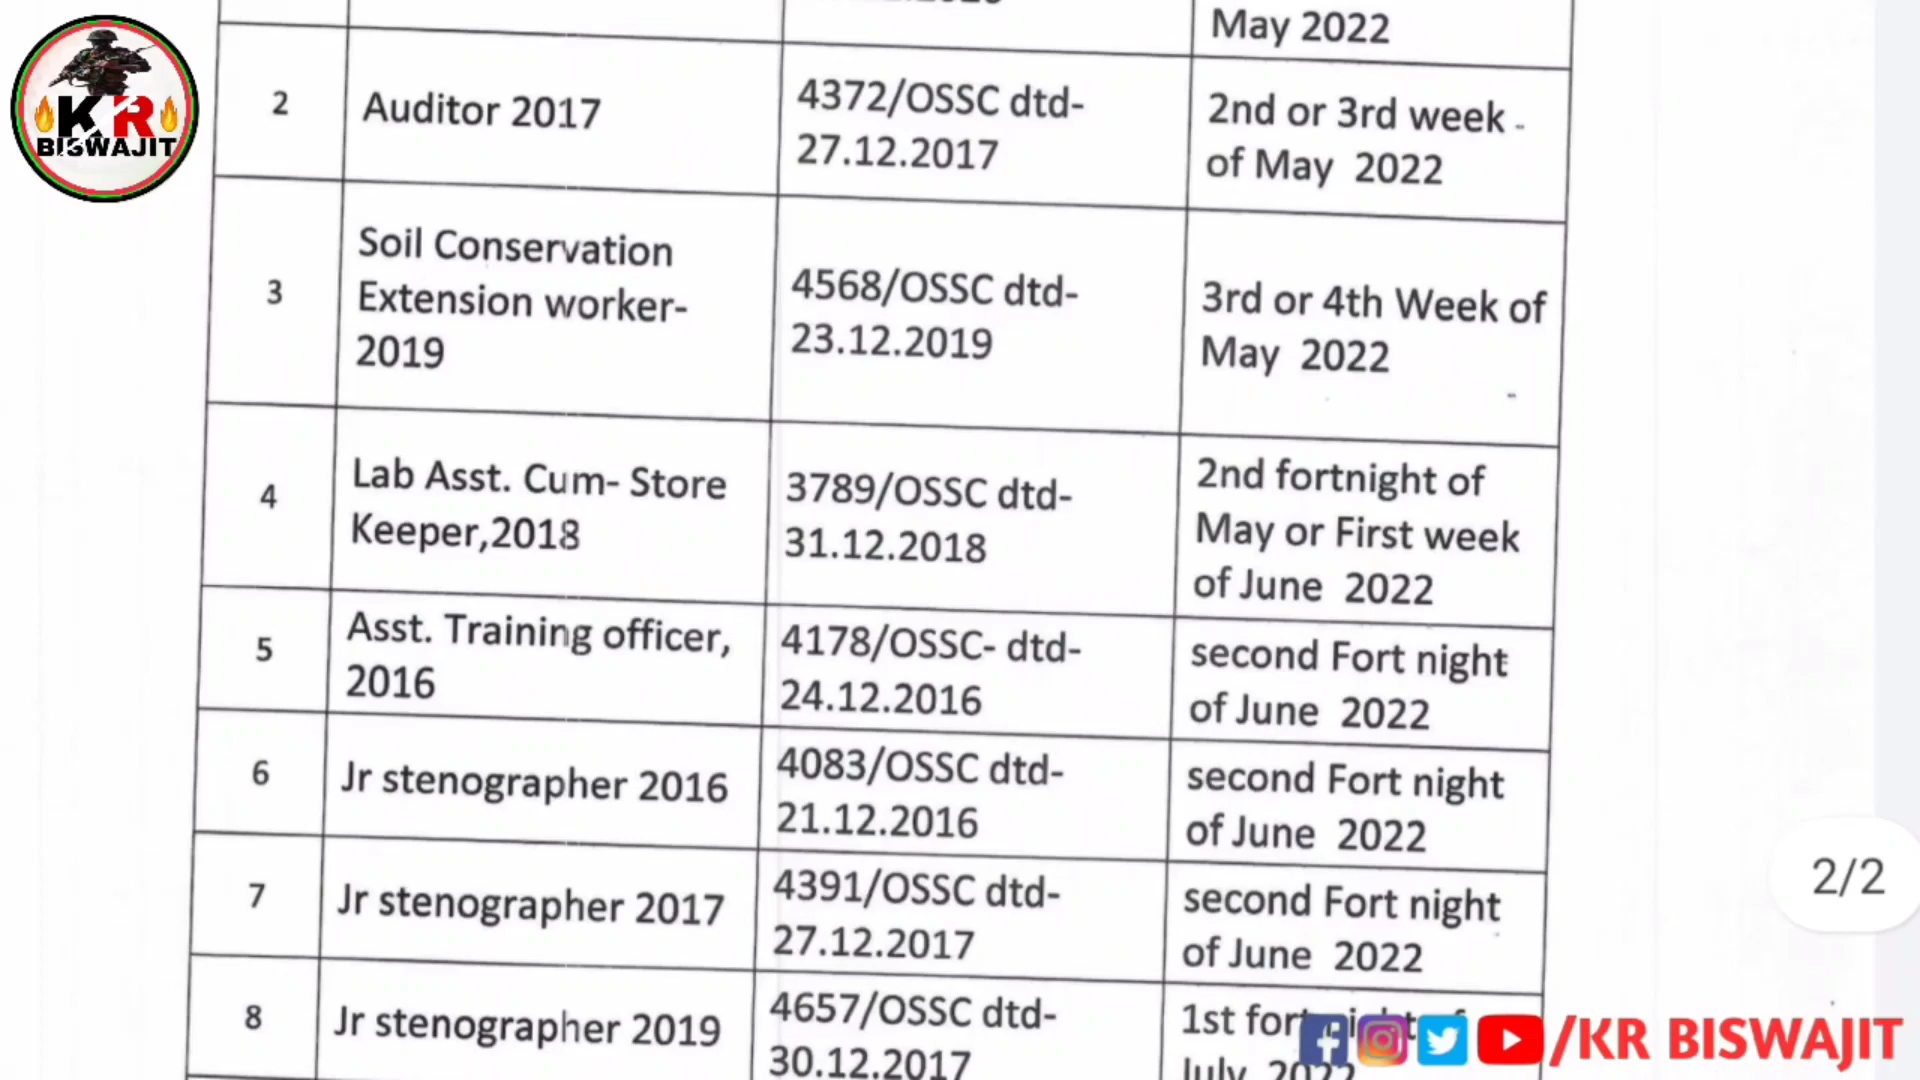 May 2022
2
Auditor 2017
4372/OSSC dtd-
27.12.2017
2nd or 3rd week
of May 2022
3
Soil Conservation
Extension worker-
2019
4568/OSSC dtd-
23.12.2019
3rd or 4th Week of
May 2022
4
Lab Asst. Cum- Store
Keeper,2018
3789/OSSC dtd-
31.12.2018
2nd fortnight of
May or First week
of June 2022
5
Asst. Training officer,
2016
4178/OSSC- dtd-
24.12.2016
second Fort night
of June 2022
6
Jr stenographer 2016
4083/OSSC dtd-
21.12.2016
second Fort night
of June 2022
7
Jr stenographer 2017
4391/OSSC dtd-
27.12.2017
second Fort night
of June 2022
8
Jr stenographer 2019
4657/OSSC dtd-
30.12.2017
1st
July 2022
KR
BISWAJIT
2/2
/KR BISWAJIT